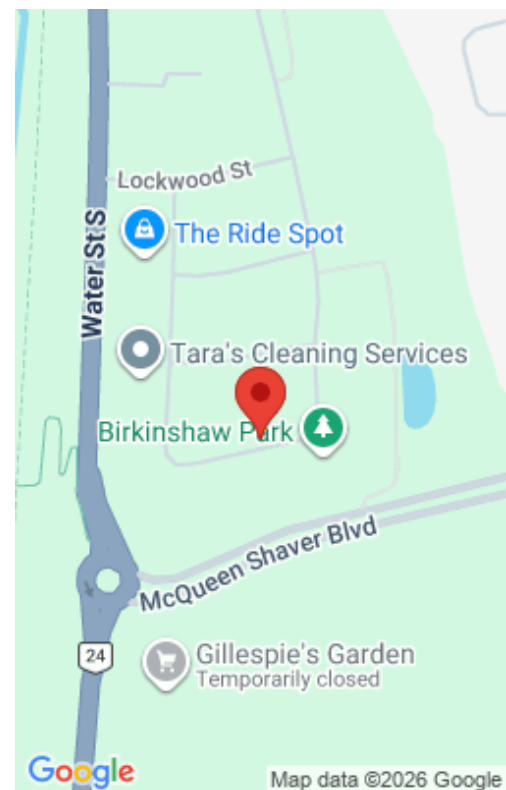 Lockwood St
Water St S
The Ride Spot
Tara's Cleaning Services
Birkinshaw Park
McQueen Shaver Blvd
24
Gillespie's Garden
Temporarily closed
Google
Map data ©2026 Google